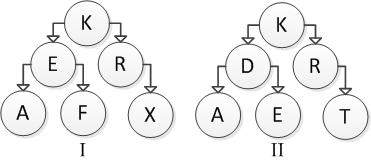 K K
E R D R
A F X A E T
I II